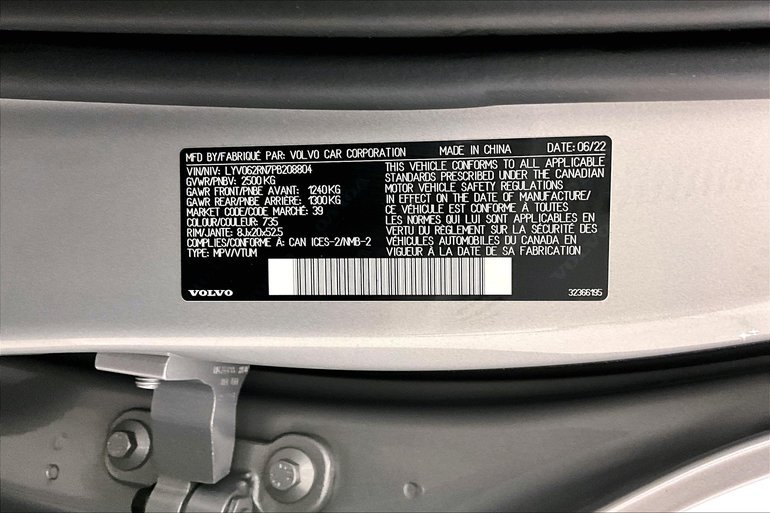 MFD BY/FABRIQUÉ PAR: VOLVO CAR CORPORATION MADE IN CHINA DATE: 06/22
VIN/NIV: LYV062RN7PB208804
GVWR/PNBV: 2500 KG
GAWR FRONT/PNBE AVANT: 1240 KG
GAWR REAR/PNBE ARRIÈRE: 1300 KG
MARKET CODE/CODE MARCHÉ: 39
COLOUR/COULEUR: 735
RIM/JANTE: 8Jx20x52.5
COMPLIES/CONFORME À: CAN ICES-2/NMB-2
TYPE: MPV/VTUM
THIS VEHICLE CONFORMS TO ALL APPLICABLE
STANDARDS PRESCRIBED UNDER THE CANADIAN
MOTOR VEHICLE SAFETY REGULATIONS
IN EFFECT ON THE DATE OF MANUFACTURE/
CE VÉHICULE EST CONFORME À TOUTES
LES NORMES QUI LUI SONT APPLICABLES EN
VERTU DU RÈGLEMENT SUR LA SÉCURITÉ DES
VÉHICULES AUTOMOBILES DU CANADA EN
VIGUEUR À LA DATE DE SA FABRICATION
VOLVO
32366195